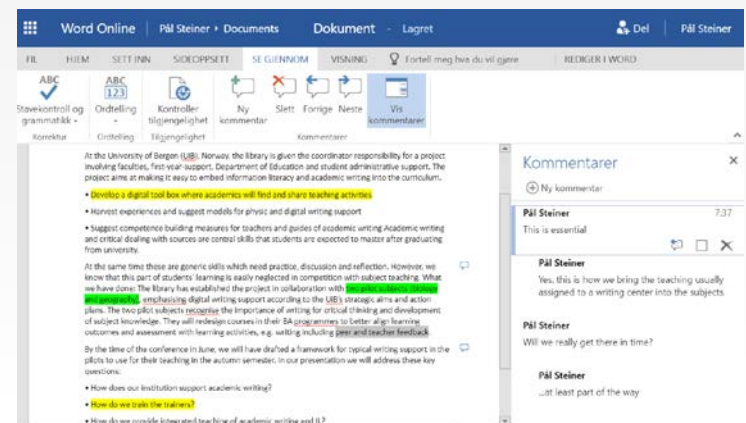 Word Online Pål Steiner ▸ Documents Dokument - Lagret Del Pål Steiner
FIL HJEM SETT INN SIDEOPPSETT SE GJENNOM VISNING Fortell meg hva du vil gjøre REDIGER I WORD
ABC
Stavekontroll og
grammatikk
ABC
123
Ordtelling
Kontroller
tilgjengelighet
Ny
kommentar
Slett
Forrige
Neste
Vis
kommentarer
Korrektur Ordtelling Tilgjengelighet Kommentarer
At the University of Bergen (UIB), Norway, the library is given the coordinator responsibility for a project
involving faculties, first-year-support, Department of Education and student administrative support. The
project aims at making it easy to embed information literacy and academic writing into the curriculum.
• Develop a digital tool box where academics will find and share teaching activities
• Harvest experiences and suggest models for physic and digital writing support
• Suggest competence building measures for teachers and guides of academic writing Academic writing
and critical dealing with sources are central skills that students are expected to master after graduating
from university.
At the same time these are generic skills which need practice, discussion and reflection. However, we
know that this part of students' learning is easily neglected in competition with subject teaching. What
we have done: The library has established the project in collaboration with two pilot subjects (biology
and geography), emphasising digital writing support according to the UIB's strategic aims and action
plans. The two pilot subjects recognise the importance of writing for critical thinking and development
of subject knowledge. They will redesign courses in their BA programmes to better align learning
outcomes and assessment with learning activities, e.g. writing including peer and teacher feedback.
By the time of the conference in June, we will have drafted a framework for typical writing support in the
pilots to use for their teaching in the autumn semester. In our presentation we will address these key
questions:
• How does our institution support academic writing?
• How do we train the trainers?
• How do we provide integrated teaching of academic writing and IL?
Kommentarer
Ny kommentar
Pål Steiner 7:37
This is essential
Pål Steiner
Yes, this is how we bring the teaching usually
assigned to a writing center into the subjects
Pål Steiner
Will we really get there in time?
Pål Steiner
...at least part of the way